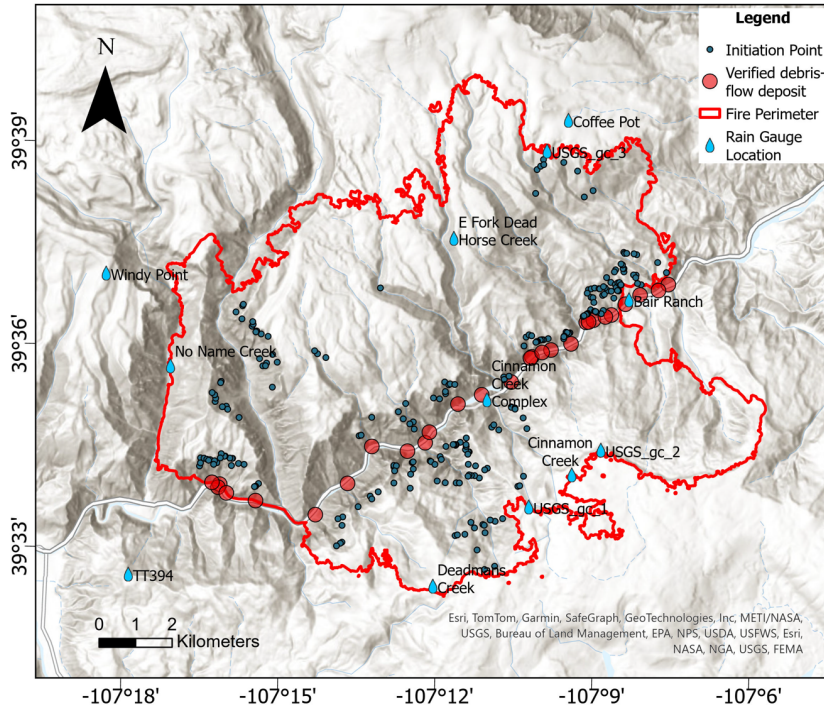 Legend
Initiation Point
Verified debris-
flow deposit
Fire Perimeter
Rain Gauge
Location
N
Coffee Pot
USGS_gc_3
E Fork Dead
Horse Creek
Windy Point
Bair Ranch
No Name Creek
Cinnamon
Creek
Complex
Cinnamon
Creek
USGS_gc_2
USGS_gc_1
Deadmans
Creek
TT394
39°39'
39°36'
39°33'
0 1 2
Kilometers
Esri, TomTom, Garmin, SafeGraph, GeoTechnologies, Inc, METI/NASA,
USGS, Bureau of Land Management, EPA, NPS, USDA, USFWS, Esri,
NASA, NGA, USGS, FEMA
-107°18' -107°15' -107°12' -107°9' -107°6'